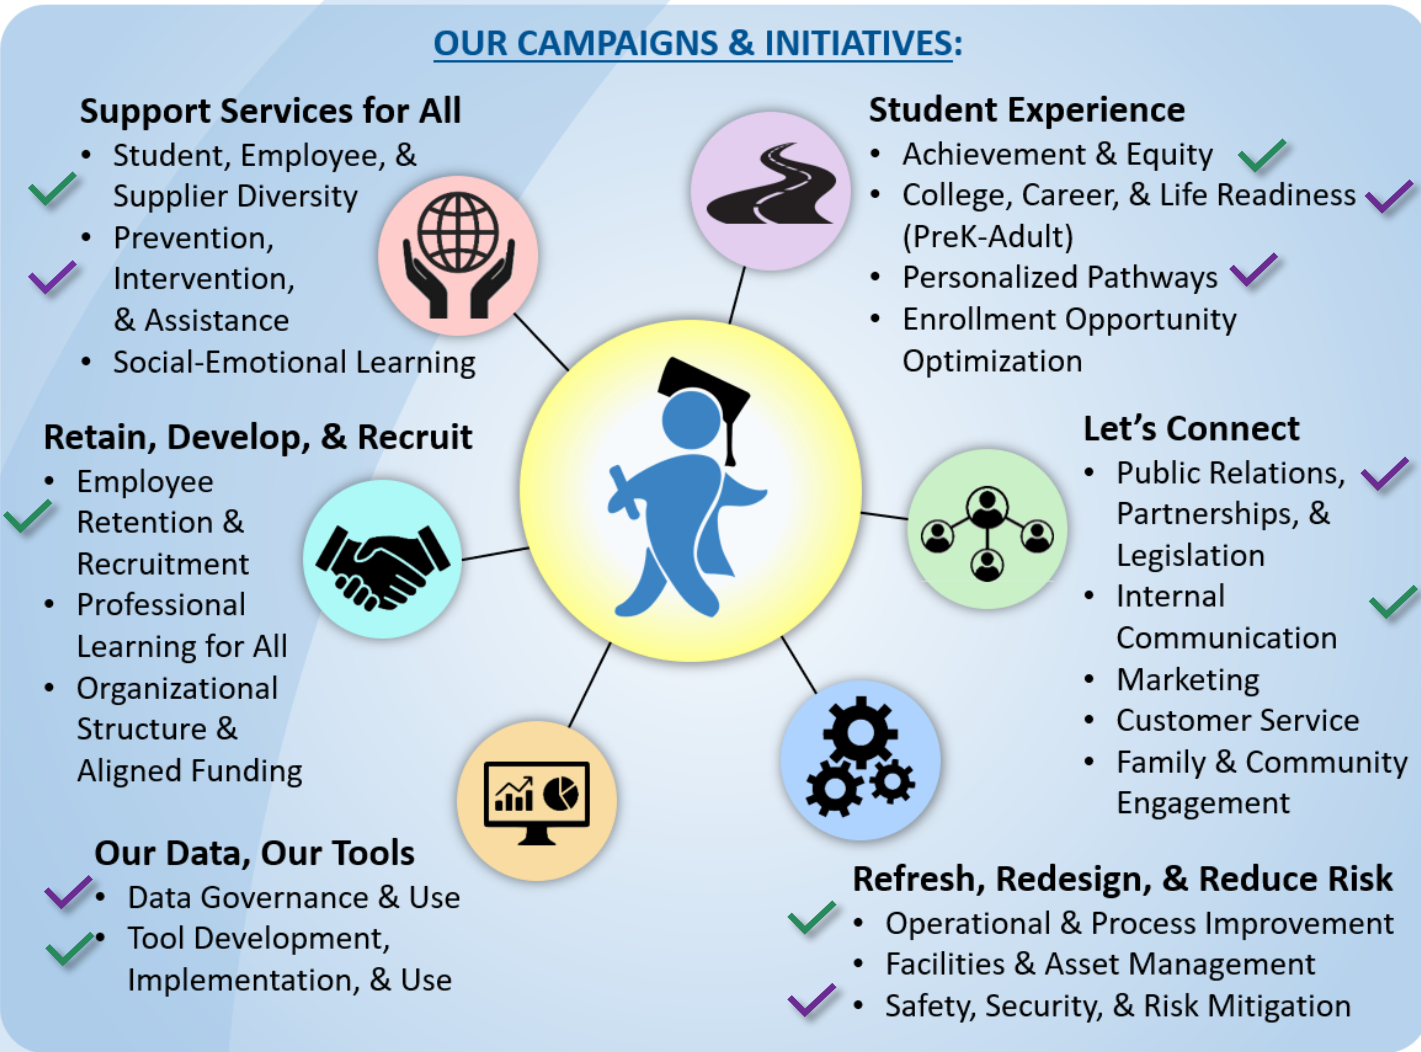 OUR CAMPAIGNS & INITIATIVES:
Support Services for All
• Student, Employee, &
Supplier Diversity
• Prevention,
Intervention,
& Assistance
• Social-Emotional Learning
Student Experience
• Achievement & Equity
• College, Career, & Life Readiness
(PreK-Adult)
• Personalized Pathways
• Enrollment Opportunity
Optimization
Retain, Develop, & Recruit
• Employee
Retention &
Recruitment
• Professional
Learning for All
• Organizational
Structure &
Aligned Funding
Let’s Connect
• Public Relations,
Partnerships, &
Legislation
• Internal
Communication
• Marketing
• Customer Service
• Family & Community
Engagement
Our Data, Our Tools
• Data Governance & Use
• Tool Development,
Implementation, & Use
Refresh, Redesign, & Reduce Risk
• Operational & Process Improvement
• Facilities & Asset Management
• Safety, Security, & Risk Mitigation